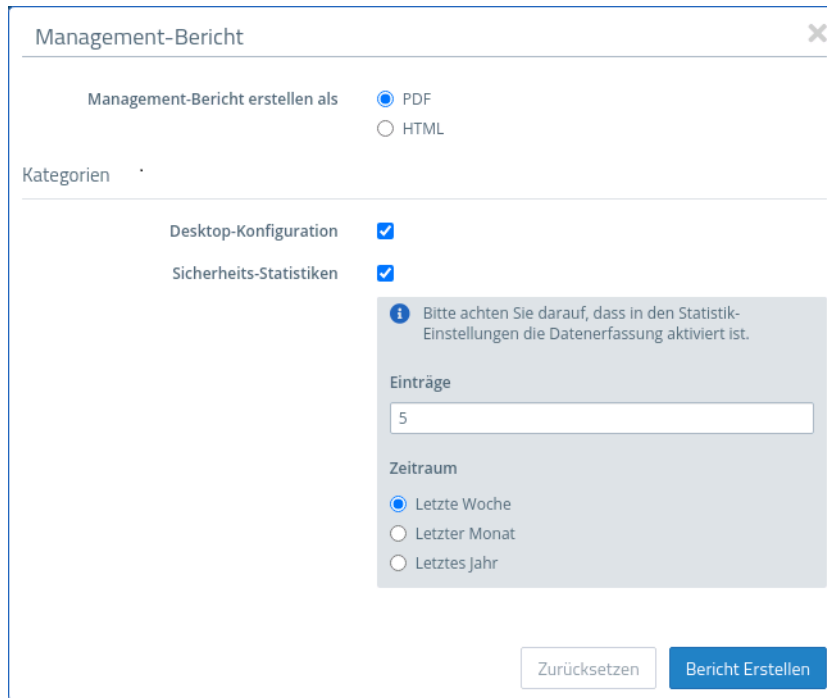 Management-Bericht
Management-Bericht erstellen als
PDF
HTML
Kategorien
Desktop-Konfiguration
Sicherheits-Statistiken
Bitte achten Sie darauf, dass in den Statistik-
Einstellungen die Datenerfassung aktiviert ist.
Einträge
5
Zeitraum
Letzte Woche
Letzter Monat
Letztes Jahr
Zurücksetzen
Bericht Erstellen